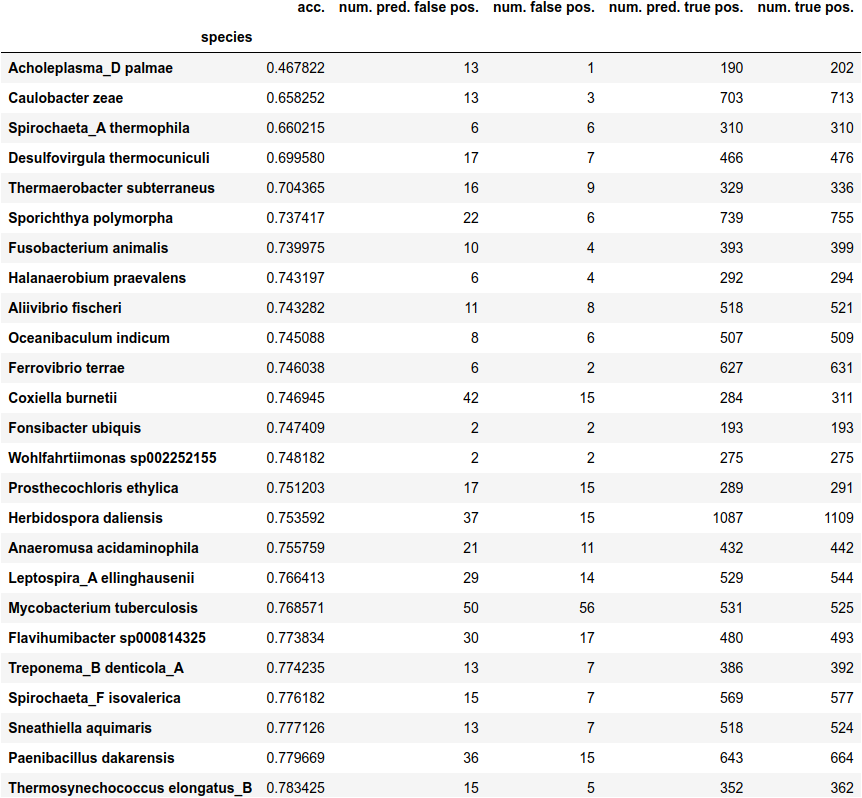 acc. num. pred. false pos. num. false pos. num. pred. true pos. num. true pos.
species
Acholeplasma_D palmae 0.467822 13 1 190 202
Caulobacter zeae 0.658252 13 3 703 713
Spirochaeta_A thermophila 0.660215 6 6 310 310
Desulfovirgula thermocuniculi 0.699580 17 7 466 476
Thermaerobacter subterraneus 0.704365 16 9 329 336
Sporichthya polymorpha 0.737417 22 6 739 755
Fusobacterium animalis 0.739975 10 4 393 399
Halanaerobium praevalens 0.743197 6 4 292 294
Aliivibrio fischeri 0.743282 11 8 518 521
Oceanibaculum indicum 0.745088 8 6 507 509
Ferrovibrio terrae 0.746038 6 2 627 631
Coxiella burnetii 0.746945 42 15 284 311
Fonsibacter ubiquis 0.747409 2 2 193 193
Wohlfahrtiimonas sp002252155 0.748182 2 2 275 275
Prosthecochloris ethylica 0.751203 17 15 289 291
Herbidospora daliensis 0.753592 37 15 1087 1109
Anaeromusa acidaminophila 0.755759 21 11 432 442
Leptospira_A ellinghausenii 0.766413 29 14 529 544
Mycobacterium tuberculosis 0.768571 50 56 531 525
Flavihumibacter sp000814325 0.773834 30 17 480 493
Treponema_B denticola_A 0.774235 13 7 386 392
Spirochaeta_F isovalerica 0.776182 15 7 569 577
Sneathiella aquimaris 0.777126 13 7 518 524
Paenibacillus dakarensis 0.779669 36 15 643 664
Thermosynechococcus elongatus_B 0.783425 15 5 352 362